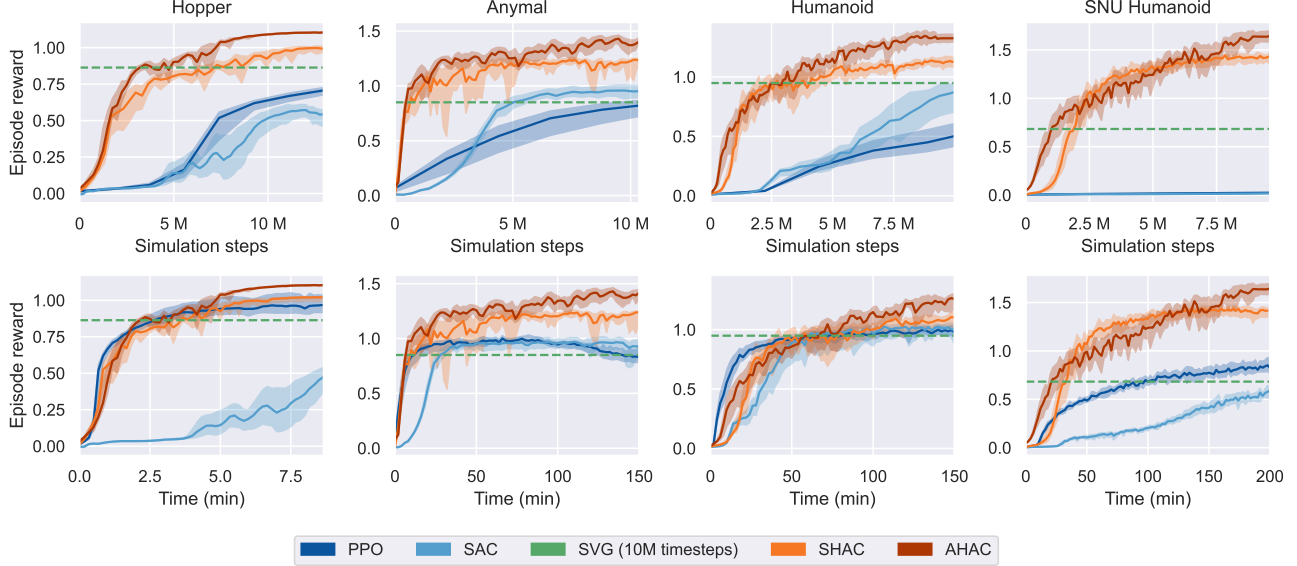 Hopper Anymal Humanoid SNU Humanoid
Episode reward
1.00
0.75
0.50
0.25
0.00
0 5 M 10 M
Simulation steps
1.5
1.0
0.5
0.0
0 5 M 10 M
Simulation steps
1.0
0.5
0.0
0 2.5 M 5 M 7.5 M
Simulation steps
1.5
1.0
0.5
0.0
0 2.5 M 5 M 7.5 M
Simulation steps
Episode reward
1.00
0.75
0.50
0.25
0.00
0.0 2.5 5.0 7.5
Time (min)
1.5
1.0
0.5
0.0
0 50 100 150
Time (min)
1.0
0.5
0.0
0 50 100 150
Time (min)
1.5
1.0
0.5
0.0
0 50 100 150 200
Time (min)
PPO SAC SVG (10M timesteps) SHAC AHAC